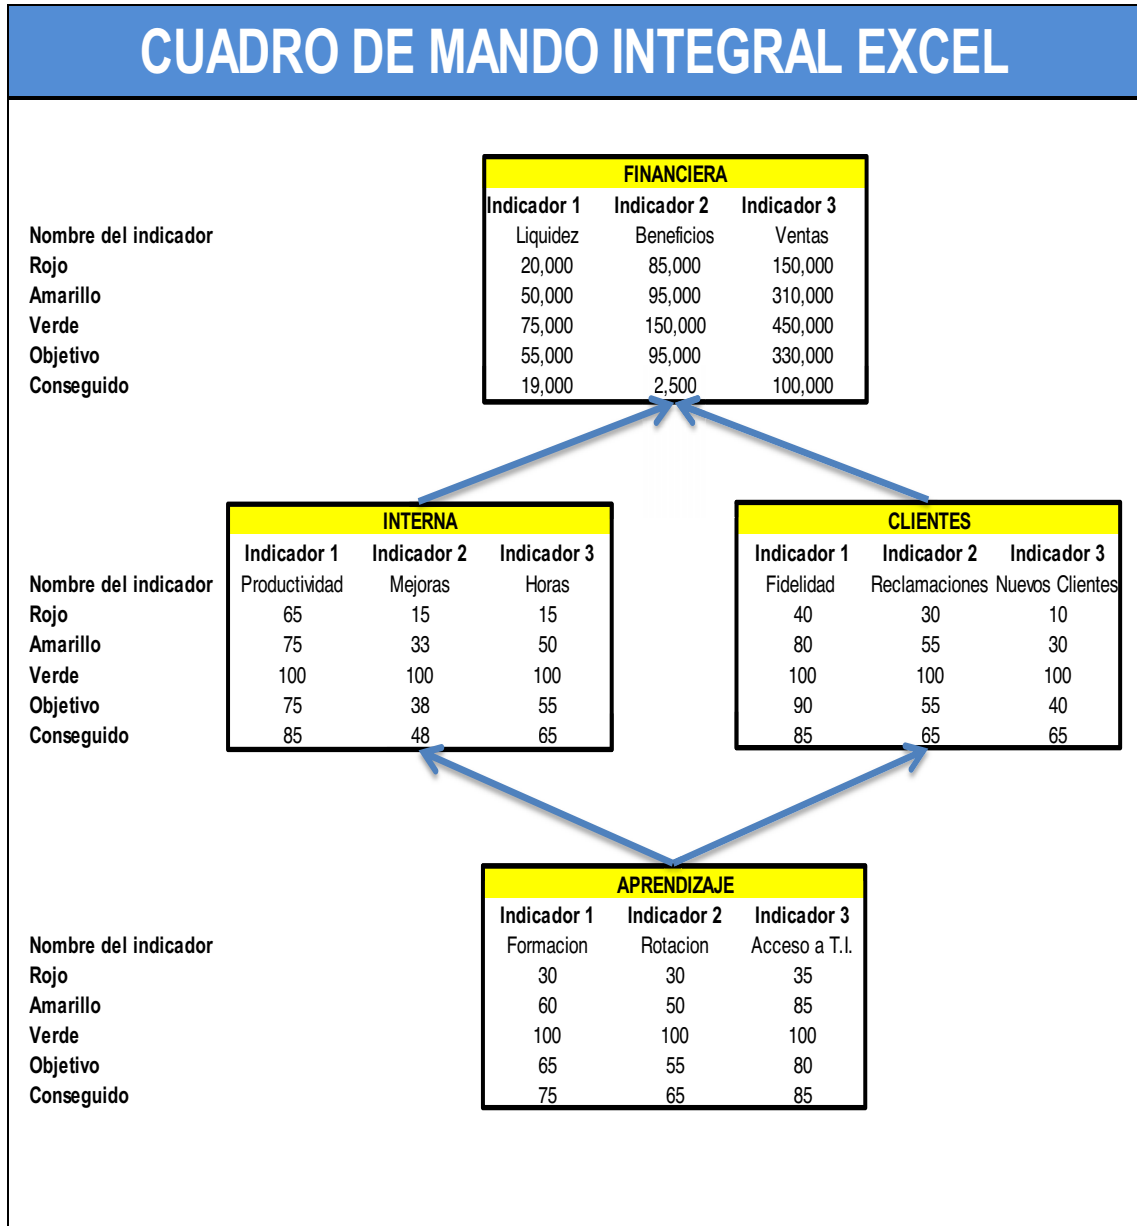 CUADRO DE MANDO INTEGRAL EXCEL
FINANCIERA
Indicador 1 Indicador 2 Indicador 3
Nombre del indicador Liquidez Beneficios Ventas
Rojo 20,000 85,000 150,000
Amarillo 50,000 95,000 310,000
Verde 75,000 150,000 450,000
Objetivo 55,000 95,000 330,000
Conseguido 19,000 2,500 100,000
INTERNA CLIENTES
Indicador 1 Indicador 2 Indicador 3 Indicador 1 Indicador 2 Indicador 3
Nombre del indicador Productividad Mejoras Horas Fidelidad Reclamaciones Nuevos Clientes
Rojo 65 15 15 40 30 10
Amarillo 75 33 50 80 55 30
Verde 100 100 100 100 100 100
Objetivo 75 38 55 90 55 40
Conseguido 85 48 65 85 65 65
APRENDIZAJE
Indicador 1 Indicador 2 Indicador 3
Nombre del indicador Formacion Rotacion Acceso a T.I.
Rojo 30 30 35
Amarillo 60 50 85
Verde 100 100 100
Objetivo 65 55 80
Conseguido 75 65 85